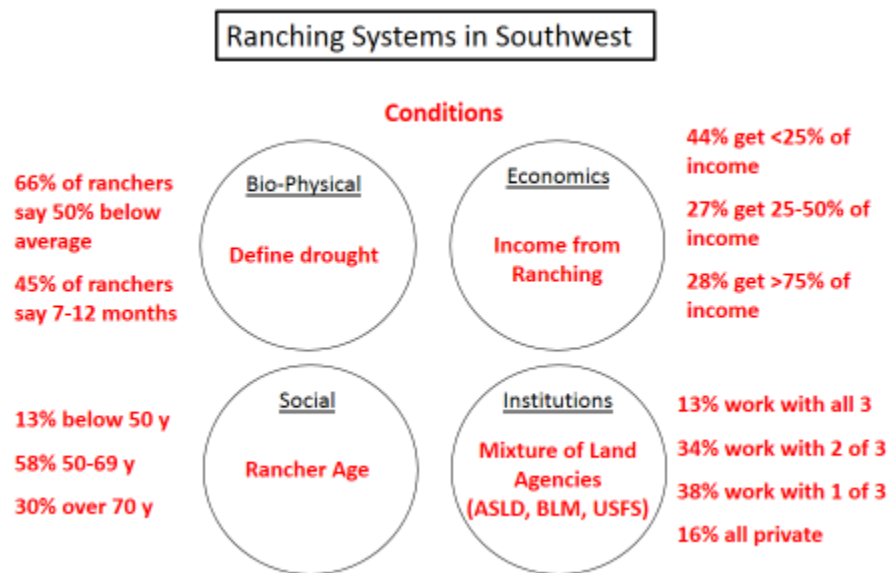 Ranching Systems in Southwest
Conditions
66% of ranchers
say 50% below
average
45% of ranchers
say 7-12 months
Bio-Physical
Define drought
Economics
Income from
Ranching
44% get <25% of
income
27% get 25-50% of
income
28% get >75% of
income
13% below 50 y
58% 50-69 y
30% over 70 y
Social
Rancher Age
Institutions
Mixture of Land
Agencies
(ASLD, BLM, USFS)
13% work with all 3
34% work with 2 of 3
38% work with 1 of 3
16% all private